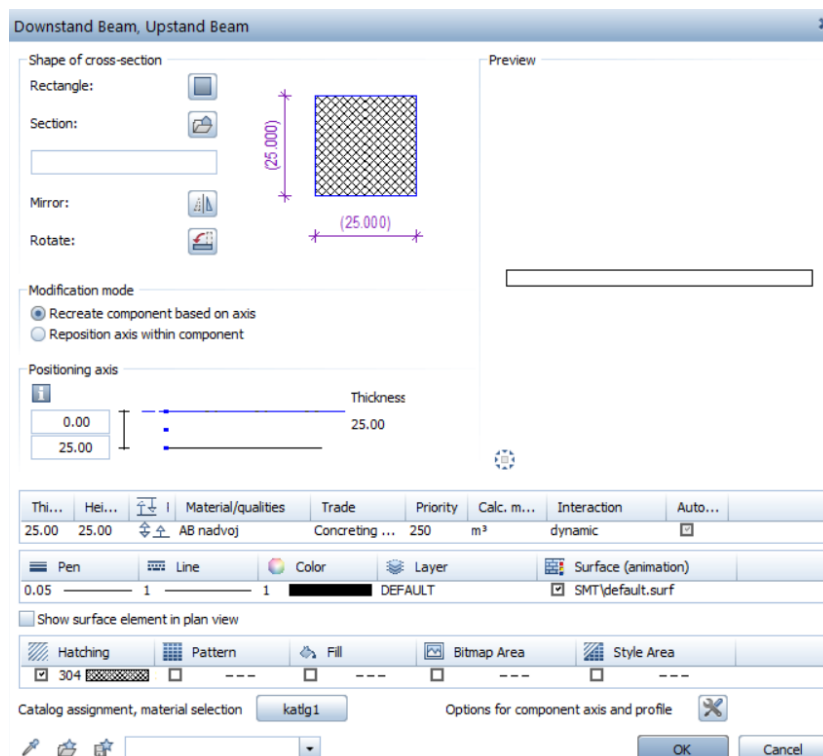 Downstand Beam, Upstand Beam
Shape of cross-section
Preview
Rectangle:
Section:
(25.000)
Mirror:
(25.000)
Rotate:
Modification mode
Recreate component based on axis
Reposition axis within component
Positioning axis
Thickness
0.00
25.00
25.00
Thi... Hei... Material/qualities Trade Priority Calc. m... Interaction Auto...
25.00 25.00 AB nadvoj Concreting ... 250 m³ dynamic
Pen Line Color Layer Surface (animation)
0.05 1 1 DEFAULT SMT\default.surf
Show surface element in plan view
Hatching Pattern Fill Bitmap Area Style Area
304 --- --- --- ---
Catalog assignment, material selection katlg1 Options for component axis and profile
OK Cancel